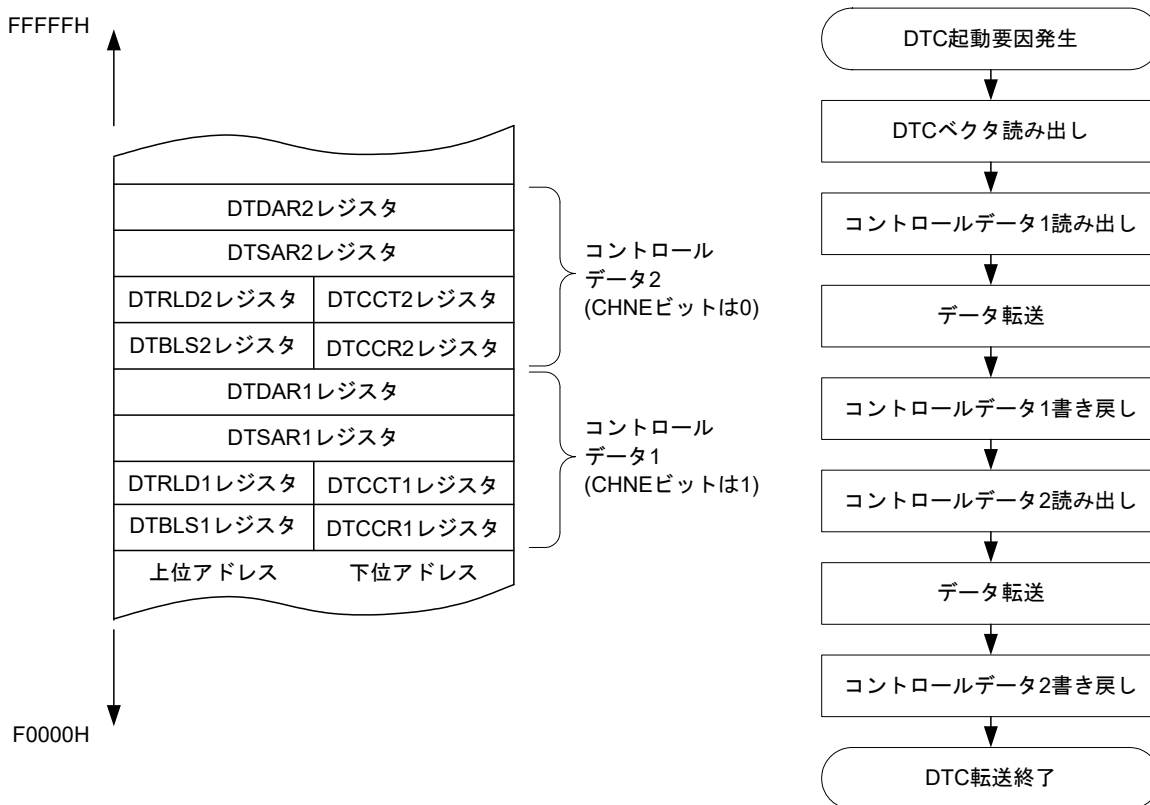 FFFFFH
DTDAR2レジスタ
DTSAR2レジスタ
DTRLD2レジスタ DTCCT2レジスタ
DTBLS2レジスタ DTCCR2レジスタ
DTDAR1レジスタ
DTSAR1レジスタ
DTRLD1レジスタ DTCCT1レジスタ
DTBLS1レジスタ DTCCR1レジスタ
上位アドレス 下位アドレス
F0000H
コントロール
データ2
(CHNEビットは0)
コントロール
データ1
(CHNEビットは1)
DTC起動要因発生
DTCベクタ読み出し
コントロールデータ1読み出し
データ転送
コントロールデータ1書き戻し
コントロールデータ2読み出し
データ転送
コントロールデータ2書き戻し
DTC転送終了